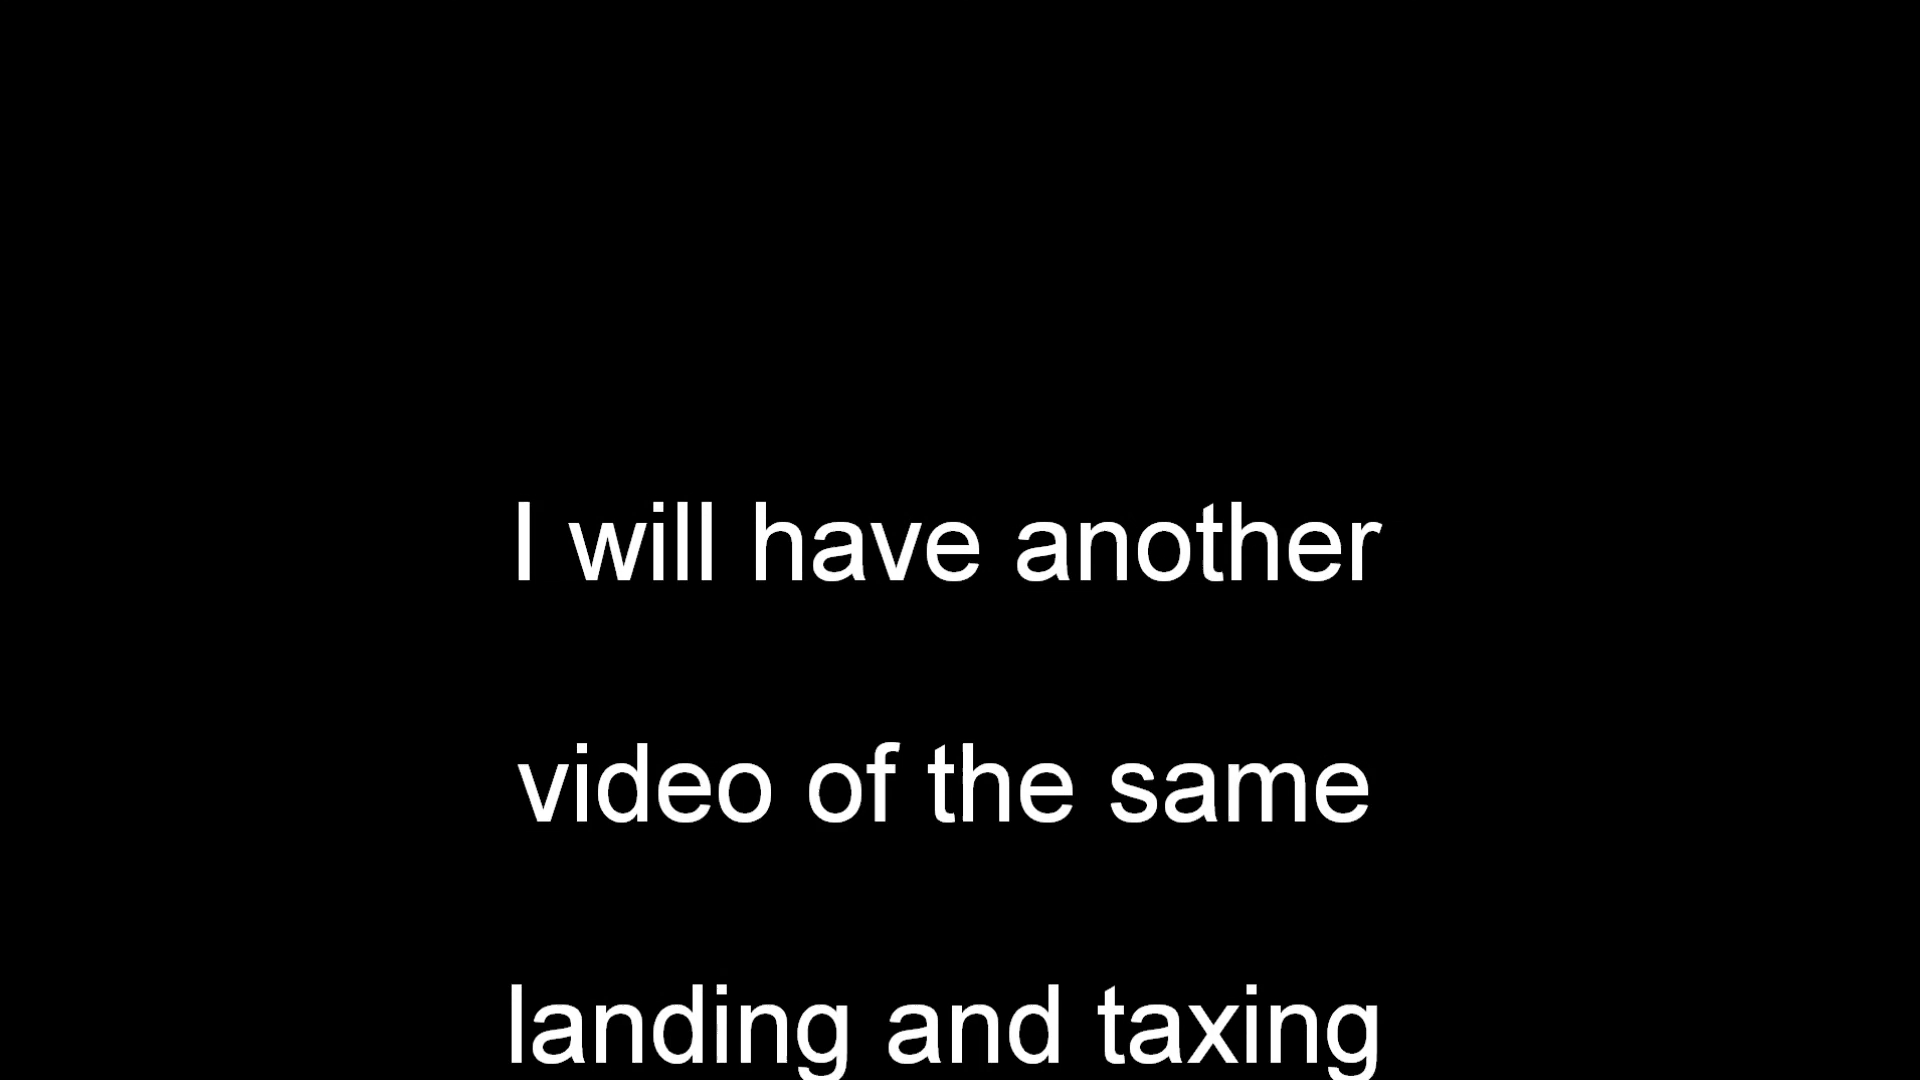 I will have another
video of the same
landing and taxing